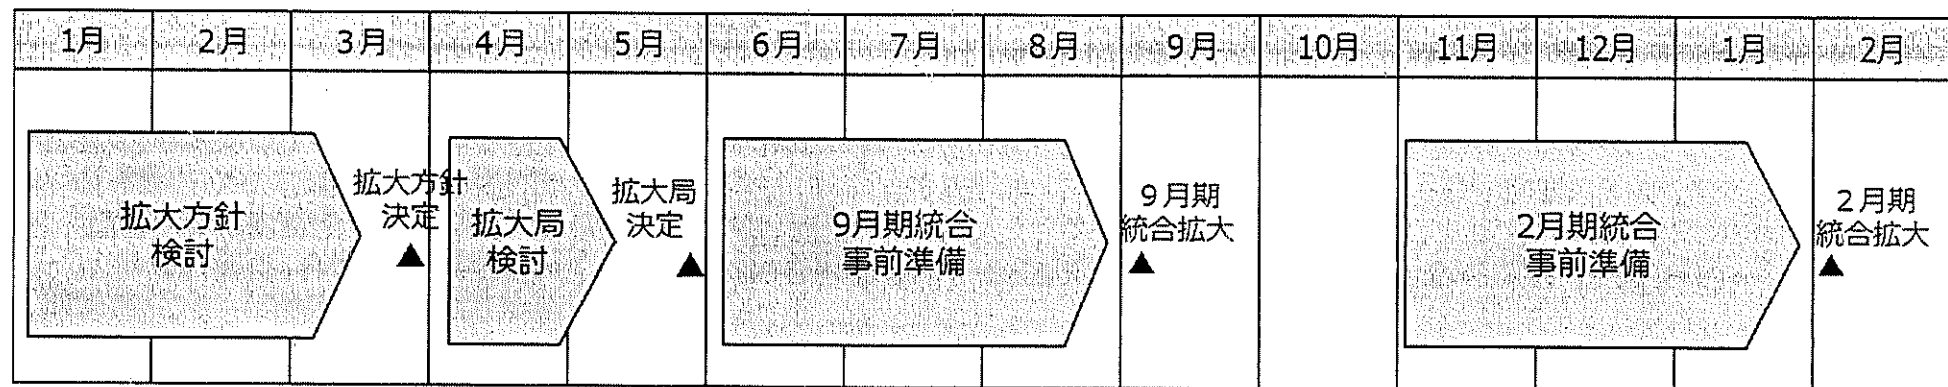 1月 2月 3月 4月 5月 6月 7月 8月 9月 10月 11月 12月 1月 2月
拡大方針
検討
拡大方針
決定
▲
拡大局
検討
拡大局
決定
▲
9月期統合
事前準備
9月期
統合拡大
▲
2月期統合
事前準備
2月期
統合拡大
▲